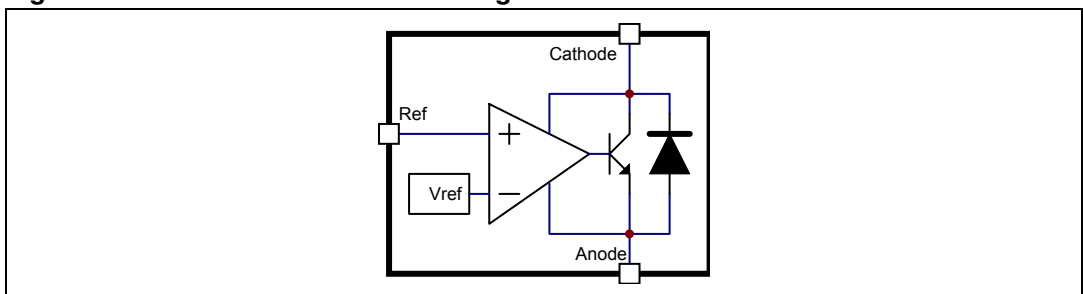 Cathode
Ref
+
Vref
−
Anode